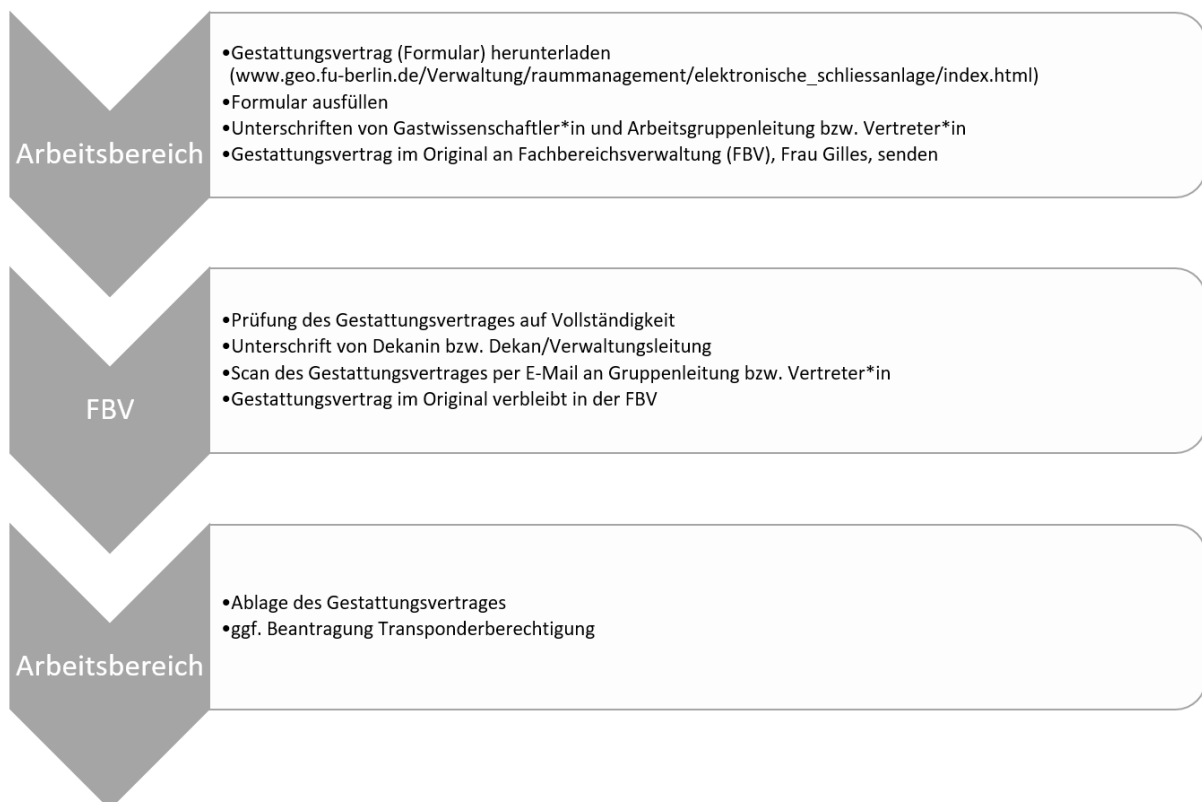 Arbeitsbereich
•Gestattungsvertrag (Formular) herunterladen
(www.geo.fu-berlin.de/Verwaltung/raummanagement/elektronische_schliessanlage/index.html)
•Formular ausfüllen
•Unterschriften von Gastwissenschaftler*in und Arbeitsgruppenleitung bzw. Vertreter*in
•Gestattungsvertrag im Original an Fachbereichsverwaltung (FBV), Frau Gilles, senden
FBV
•Prüfung des Gestattungsvertrages auf Vollständigkeit
•Unterschrift von Dekanin bzw. Dekan/Verwaltungsleitung
•Scan des Gestattungsvertrages per E-Mail an Gruppenleitung bzw. Vertreter*in
•Gestattungsvertrag im Original verbleibt in der FBV
Arbeitsbereich
•Ablage des Gestattungsvertrages
•ggf. Beantragung Transponderberechtigung